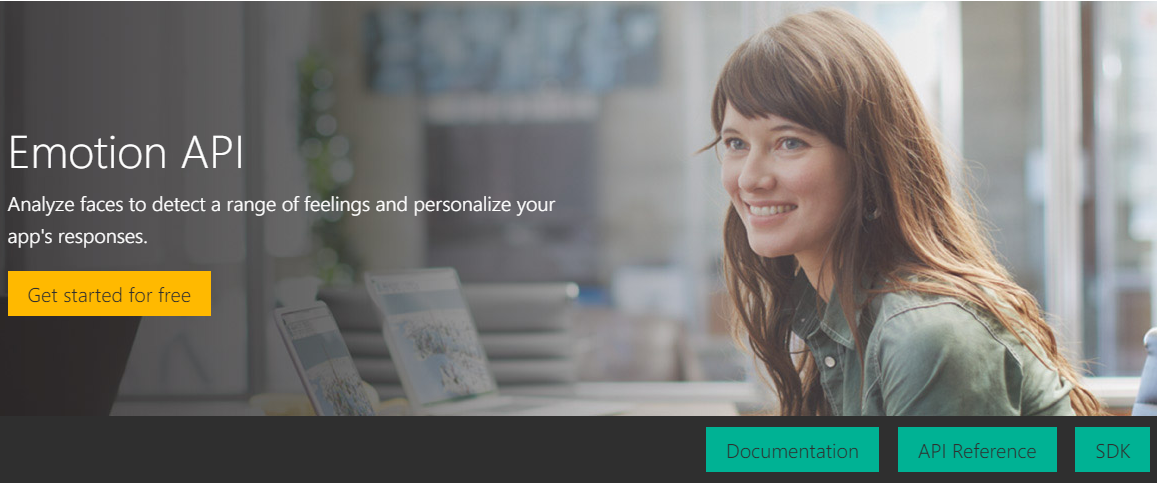 Emotion API
Analyze faces to detect a range of feelings and personalize your
app's responses.
Get started for free
Documentation
API Reference
SDK